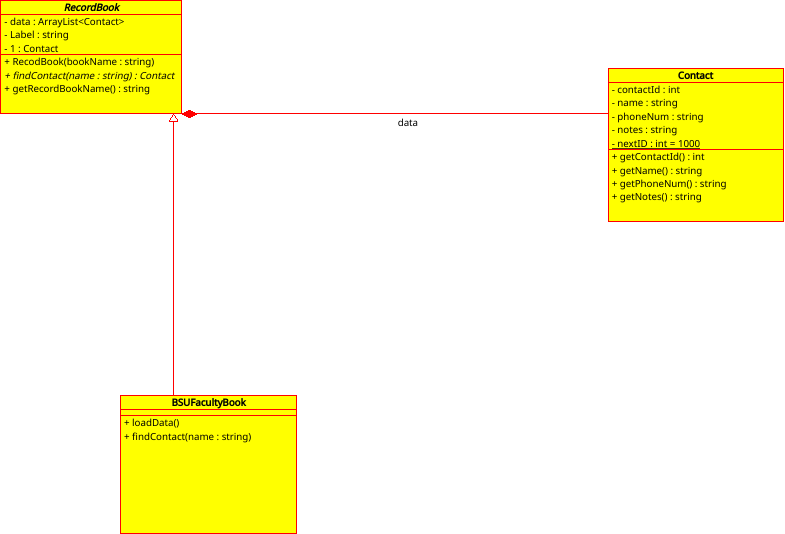 RecordBook
- data : ArrayList<Contact>
- Label : string
- 1 : Contact
+ RecodBook(bookName : string)
+ findContact(name : string) : Contact
+ getRecordBookName() : string
data
Contact
- contactId : int
- name : string
- phoneNum : string
- notes : string
- nextID : int = 1000
+ getContactId() : int
+ getName() : string
+ getPhoneNum() : string
+ getNotes() : string
BSUFacultyBook
+ loadData()
+ findContact(name : string)